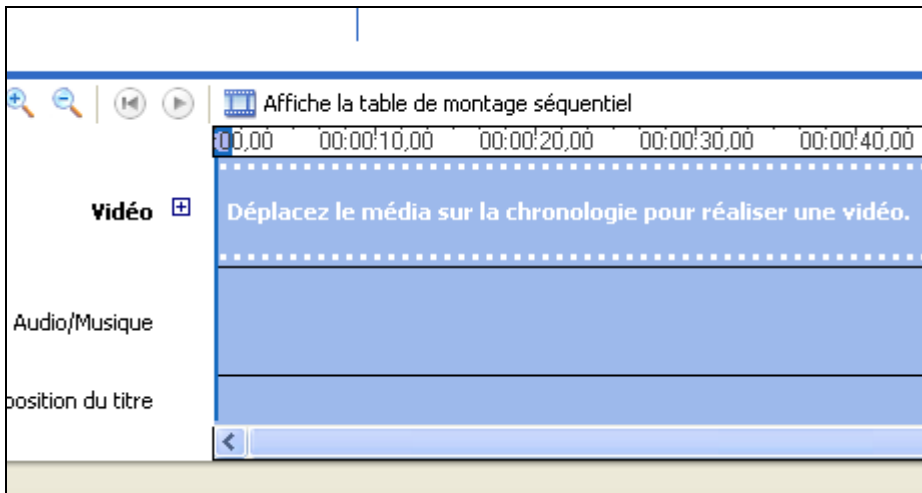 Affiche la table de montage séquentiel
00,00 00:00:10,00 00:00:20,00 00:00:30,00 00:00:40,00
Vidéo Déplacez le média sur la chronologie pour réaliser une vidéo.
Audio/Musique
position du titre